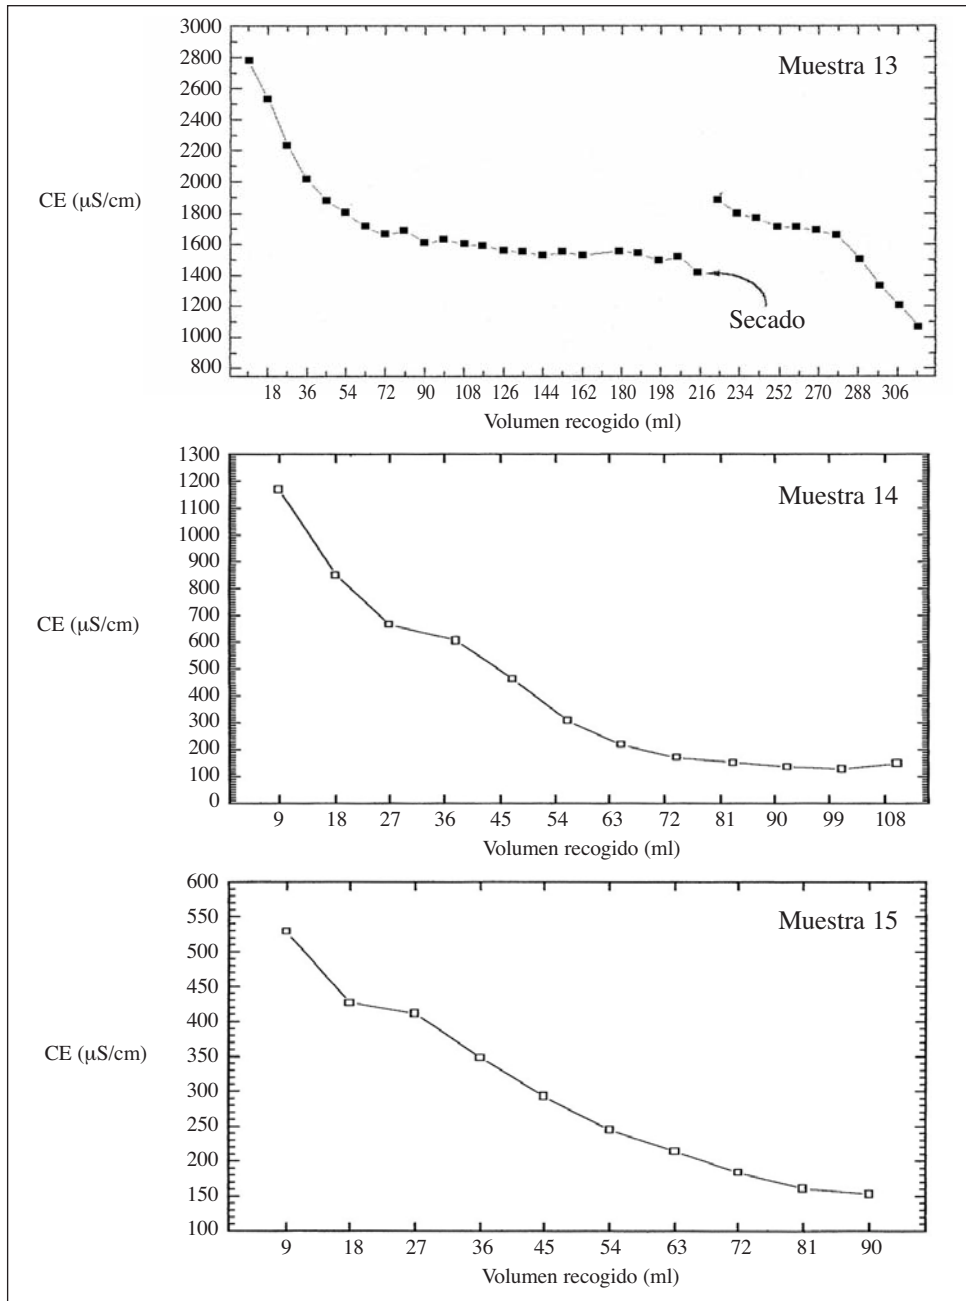 3000
2800
2600
2400
2200
2000
1800
1600
1400
1200
1000
800
CE (µS/cm)
Muestra 13
Secado
18 36 54 72 90 108 126 144 162 180 198 216 234 252 270 288 306
Volumen recogido (ml)
1300
1200
1100
1000
900
800
700
600
500
400
300
200
100
0
CE (µS/cm)
Muestra 14
9 18 27 36 45 54 63 72 81 90 99 108
Volumen recogido (ml)
600
550
500
450
400
350
300
250
200
150
100
CE (µS/cm)
Muestra 15
9 18 27 36 45 54 63 72 81 90
Volumen recogido (ml)